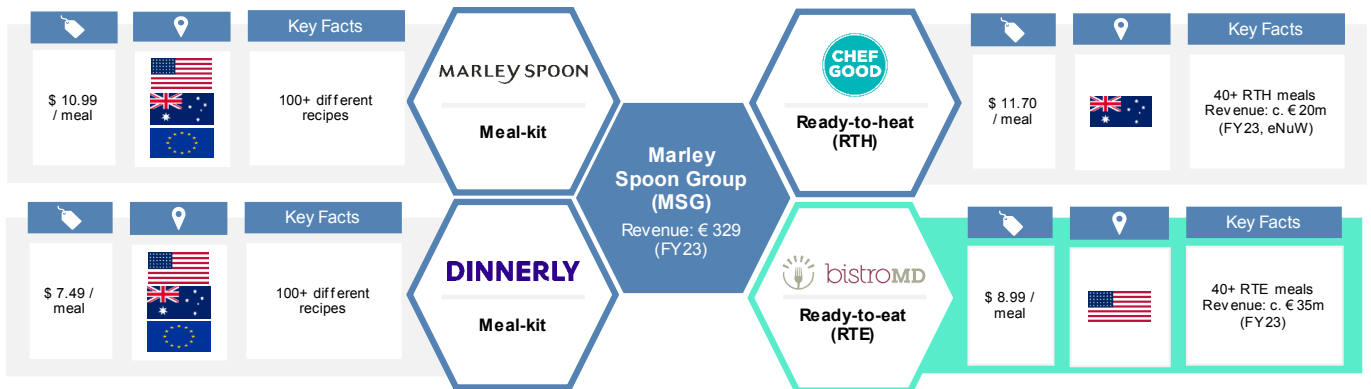 Key Facts
$ 10.99
/ meal
100+ different
recipes
MARLEY SPOON
Meal-kit
Key Facts
$ 7.49 /
meal
100+ different
recipes
DINNERLY
Meal-kit
Marley
Spoon Group
(MSG)
Revenue: € 329
(FY23)
CHEF
GOOD
Ready-to-heat
(RTH)
Key Facts
$ 11.70
/ meal
40+ RTH meals
Revenue: c. € 20m
(FY23, eNuW)
bistroMD
Ready-to-eat
(RTE)
Key Facts
$ 8.99 /
meal
40+ RTE meals
Revenue: c. € 35m
(FY23)